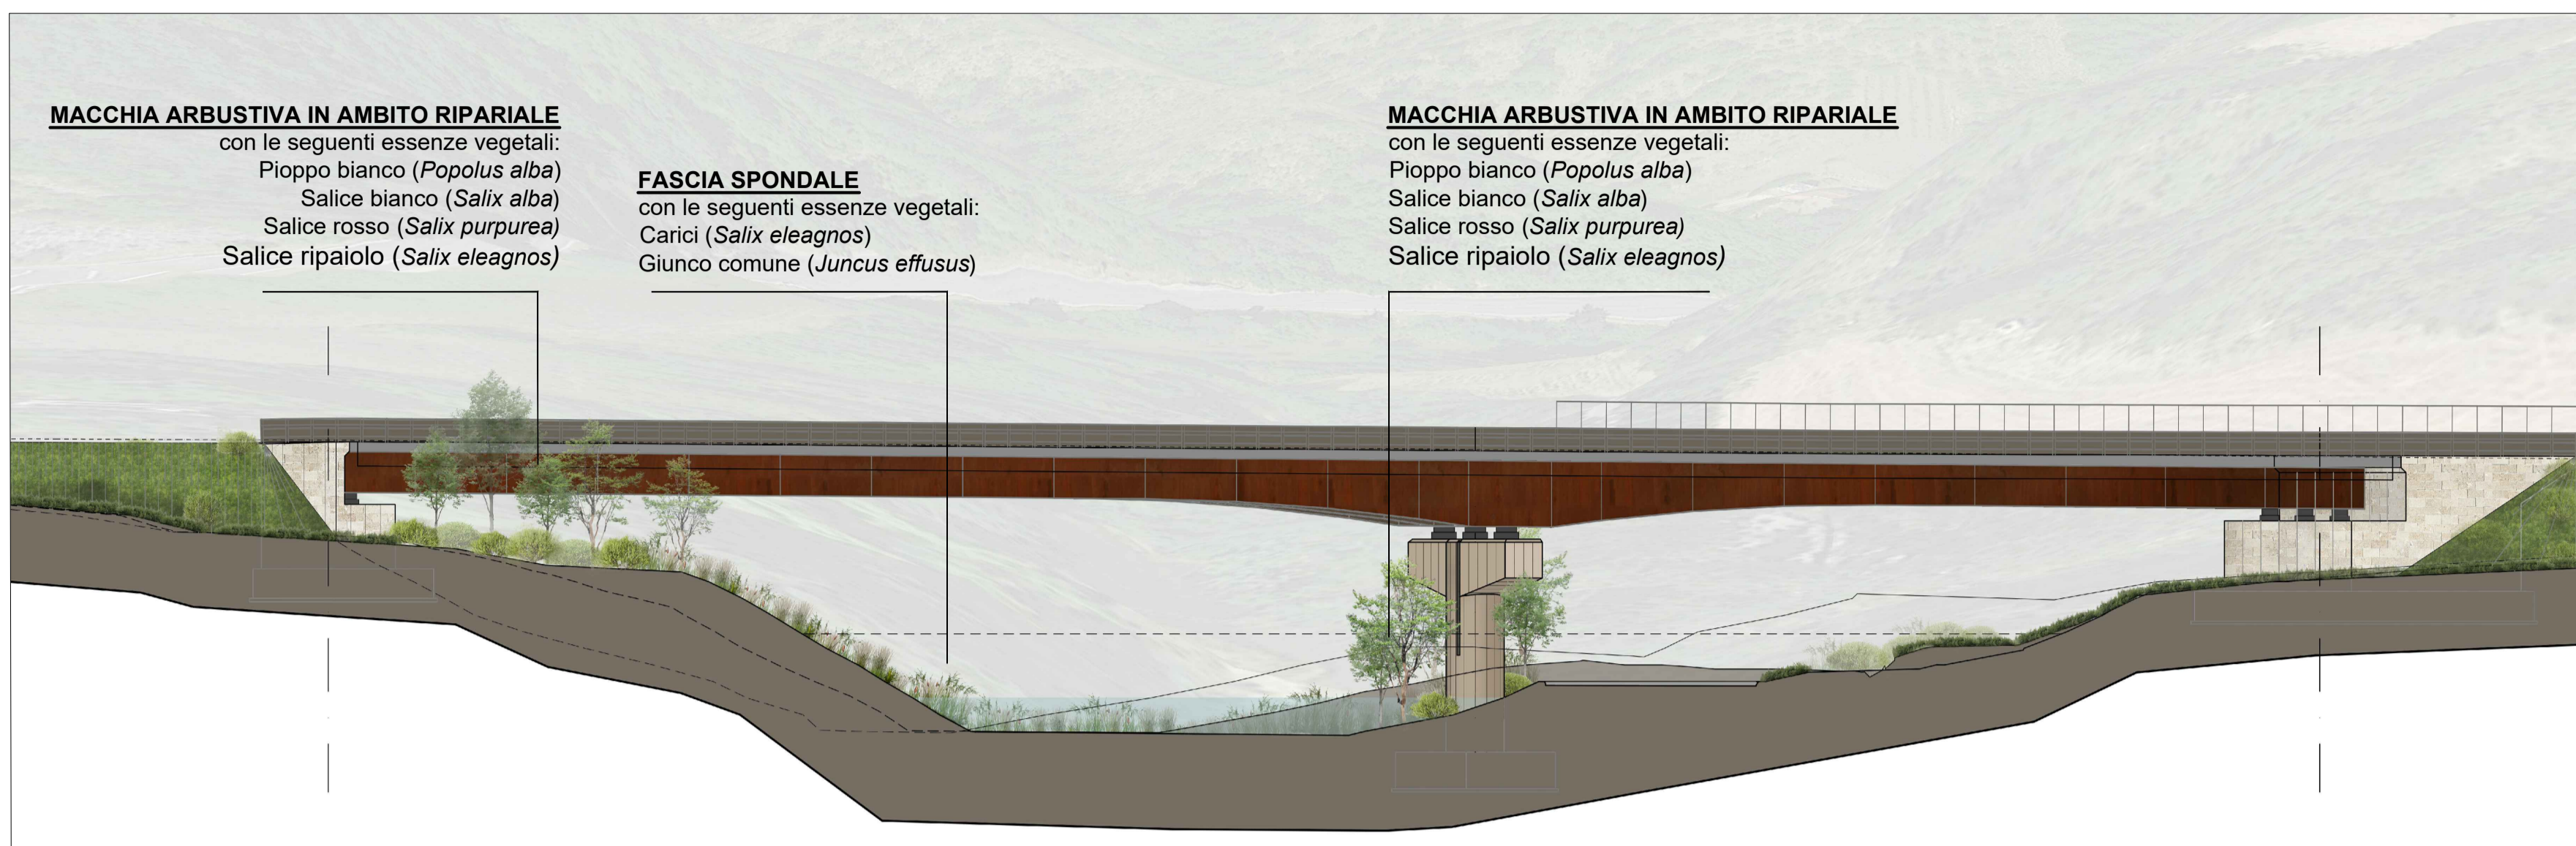 MACCHIA ARBUSTIVA IN AMBITO RIPARIALE
con le seguenti essenze vegetali:
Pioppo bianco (Popolus alba)
Salice bianco (Salix alba)
Salice rosso (Salix purpurea)
Salice ripaiolo (Salix eleagnos)
FASCIA SPONDALE
con le seguenti essenze vegetali:
Carici (Salix eleagnos)
Giunco comune (Juncus effusus)
MACCHIA ARBUSTIVA IN AMBITO RIPARIALE
con le seguenti essenze vegetali:
Pioppo bianco (Popolus alba)
Salice bianco (Salix alba)
Salice rosso (Salix purpurea)
Salice ripaiolo (Salix eleagnos)